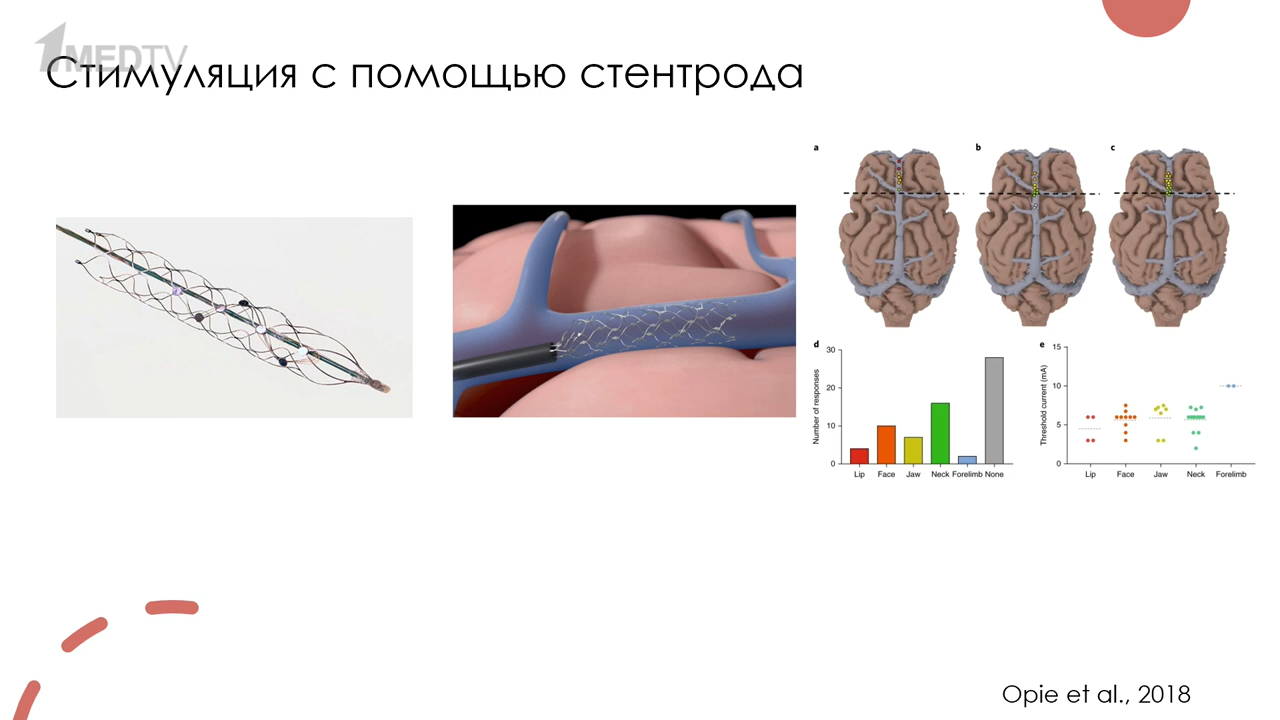 1MEDTV
Стимуляция с помощью стентрода
a
b
c
d
30
20
10
0
Number of responses
Lip Face Jaw Neck Forelimb None
e
15
10
5
0
Threshold current (mA)
Lip Face Jaw Neck Forelimb
Opie et al., 2018